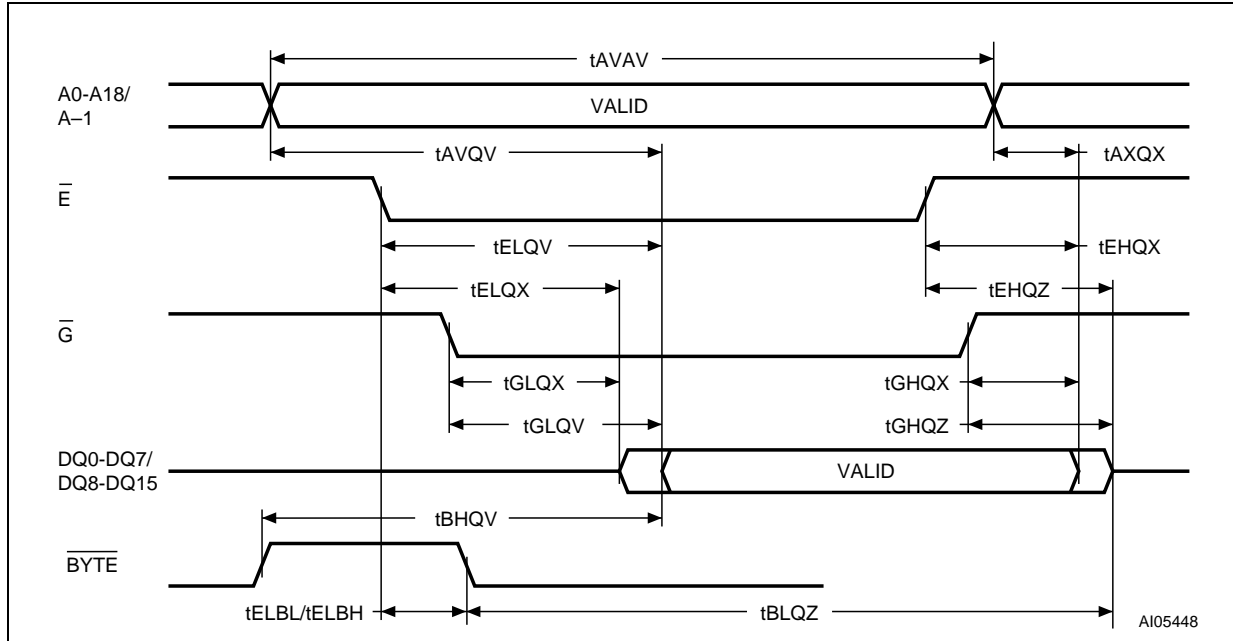 tAVAV
A0-A18/
A–1
VALID
tAVQV
tAXQX
E
tELQV
tEHQX
tELQX
tEHQZ
G
tGLQX
tGHQX
tGLQV
tGHQZ
DQ0-DQ7/
DQ8-DQ15
VALID
tBHQV
BYTE
tELBL/tELBH
tBLQZ
AI05448